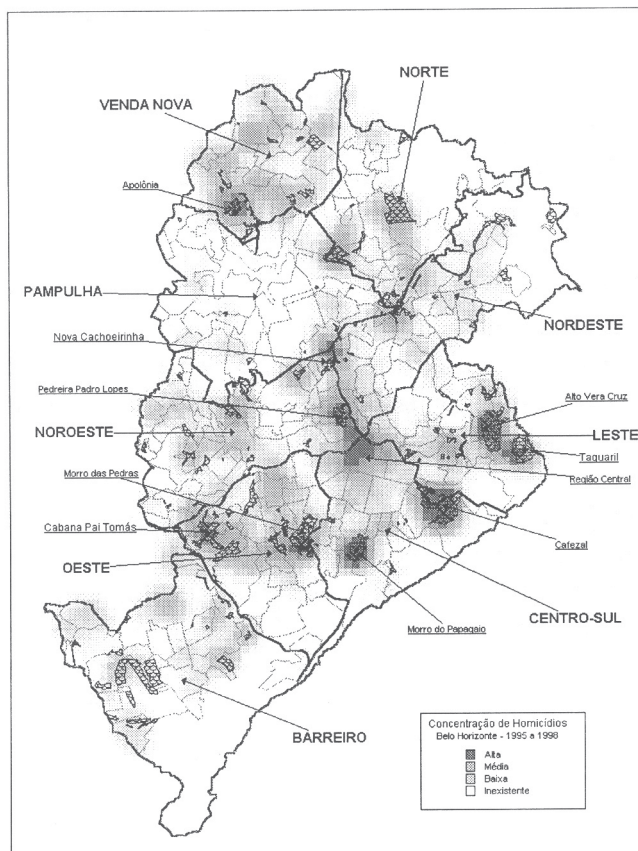 NORTE
VENDA NOVA
Apolônia
PAMPULHA
NORDESTE
Nova Cachoeirinha
Pedreira Padro Lopes
Alto Vera Cruz
NOROESTE
LESTE
Taquaril
Morro das Pedras
Região Central
Cabana Pai Tomás
Cafezal
OESTE
CENTRO-SUL
Morro do Papagaio
BARREIRO
Concentração de Homicídios
Belo Horizonte - 1995 a 1998
Alta
Média
Baixa
Inexistente